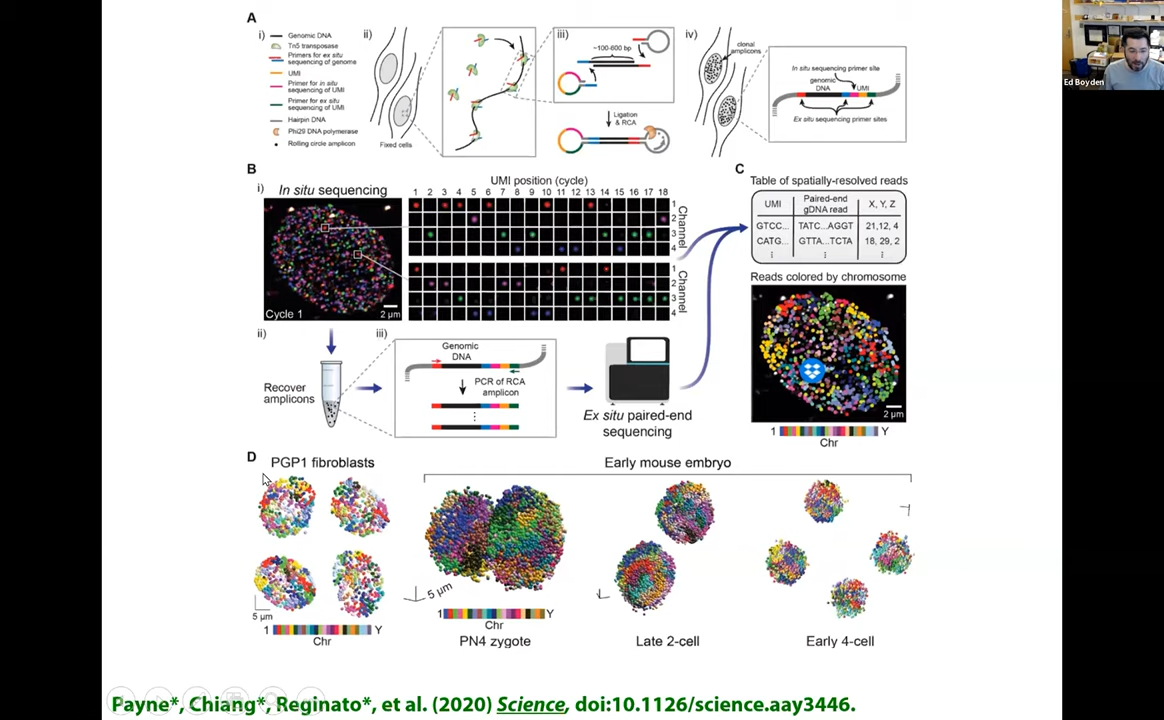 A
i)
Genomic DNA
Tn5 transposase
Primers for ex situ
sequencing of genome
UMI
Primer for in situ
sequencing of UMI
Primer for ex situ
sequencing of UMI
Hairpin DNA
Phi29 DNA polymerase
Rolling circle amplicon
ii)
Fixed cells
iii)
~100-600 bp
Ligation
& RCA
iv)
clonal
amplicons
In situ sequencing primer site
genomic
DNA
UMI
Ex situ sequencing primer sites
Ed Boyden
B
i)
In situ sequencing
Cycle 1
2 μm
UMI position (cycle)
1 2 3 4 5 6 7 8 9 10 11 12 13 14 15 16 17 18
1
2
3
4
Channel
1
2
3
4
Channel
ii)
Recover
amplicons
iii)
Genomic
DNA
PCR of RCA
amplicon
Ex situ paired-end
sequencing
C
Table of spatially-resolved reads
UMI Paired-end gDNA read X, Y, Z
GTCC... TATC...AGGT 21,12, 4
CATG... GTTA...TCTA 18, 29, 2
Reads colored by chromosome
2 μm
1 Y
Chr
D
PGP1 fibroblasts
5 μm
1 Y
Chr
Early mouse embryo
5 μm
1 Y
Chr
PN4 zygote
Late 2-cell
Early 4-cell
Payne*, Chiang*, Reginato*, et al. (2020) Science, doi:10.1126/science.aay3446.